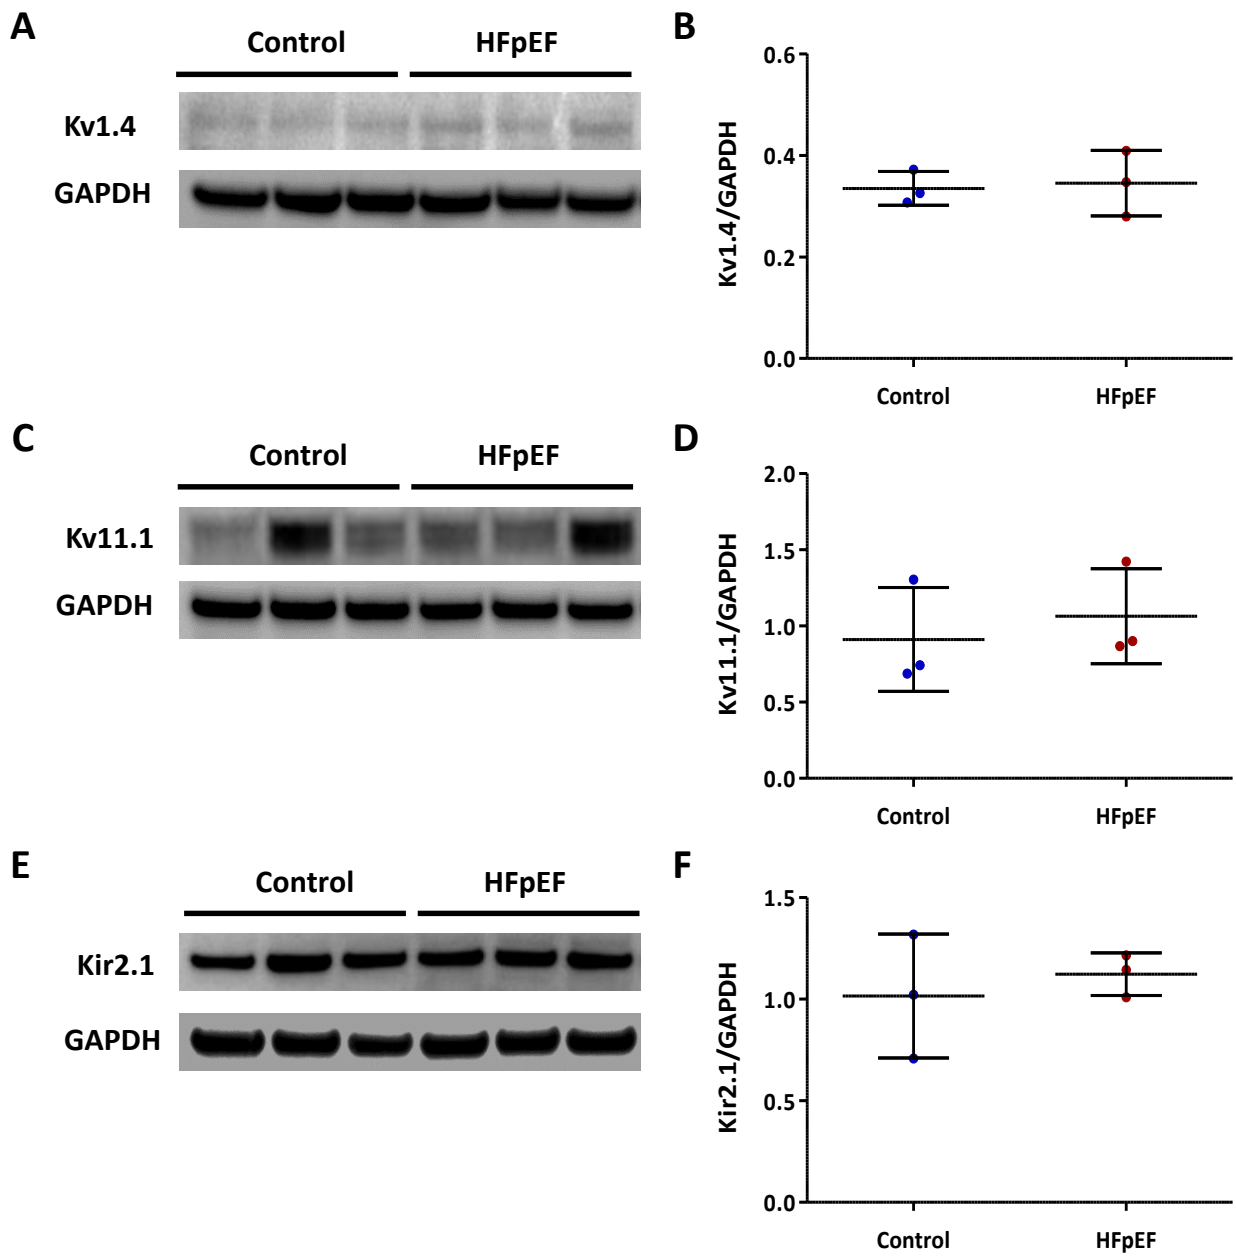 A
Control HFpEF
Kv1.4
GAPDH
B
Kv1.4/GAPDH
0.6
0.4
0.2
0.0
Control HFpEF
C
Control HFpEF
Kv11.1
GAPDH
D
Kv11.1/GAPDH
2.0
1.5
1.0
0.5
0.0
Control HFpEF
E
Control HFpEF
Kir2.1
GAPDH
F
Kir2.1/GAPDH
1.5
1.0
0.5
0.0
Control HFpEF